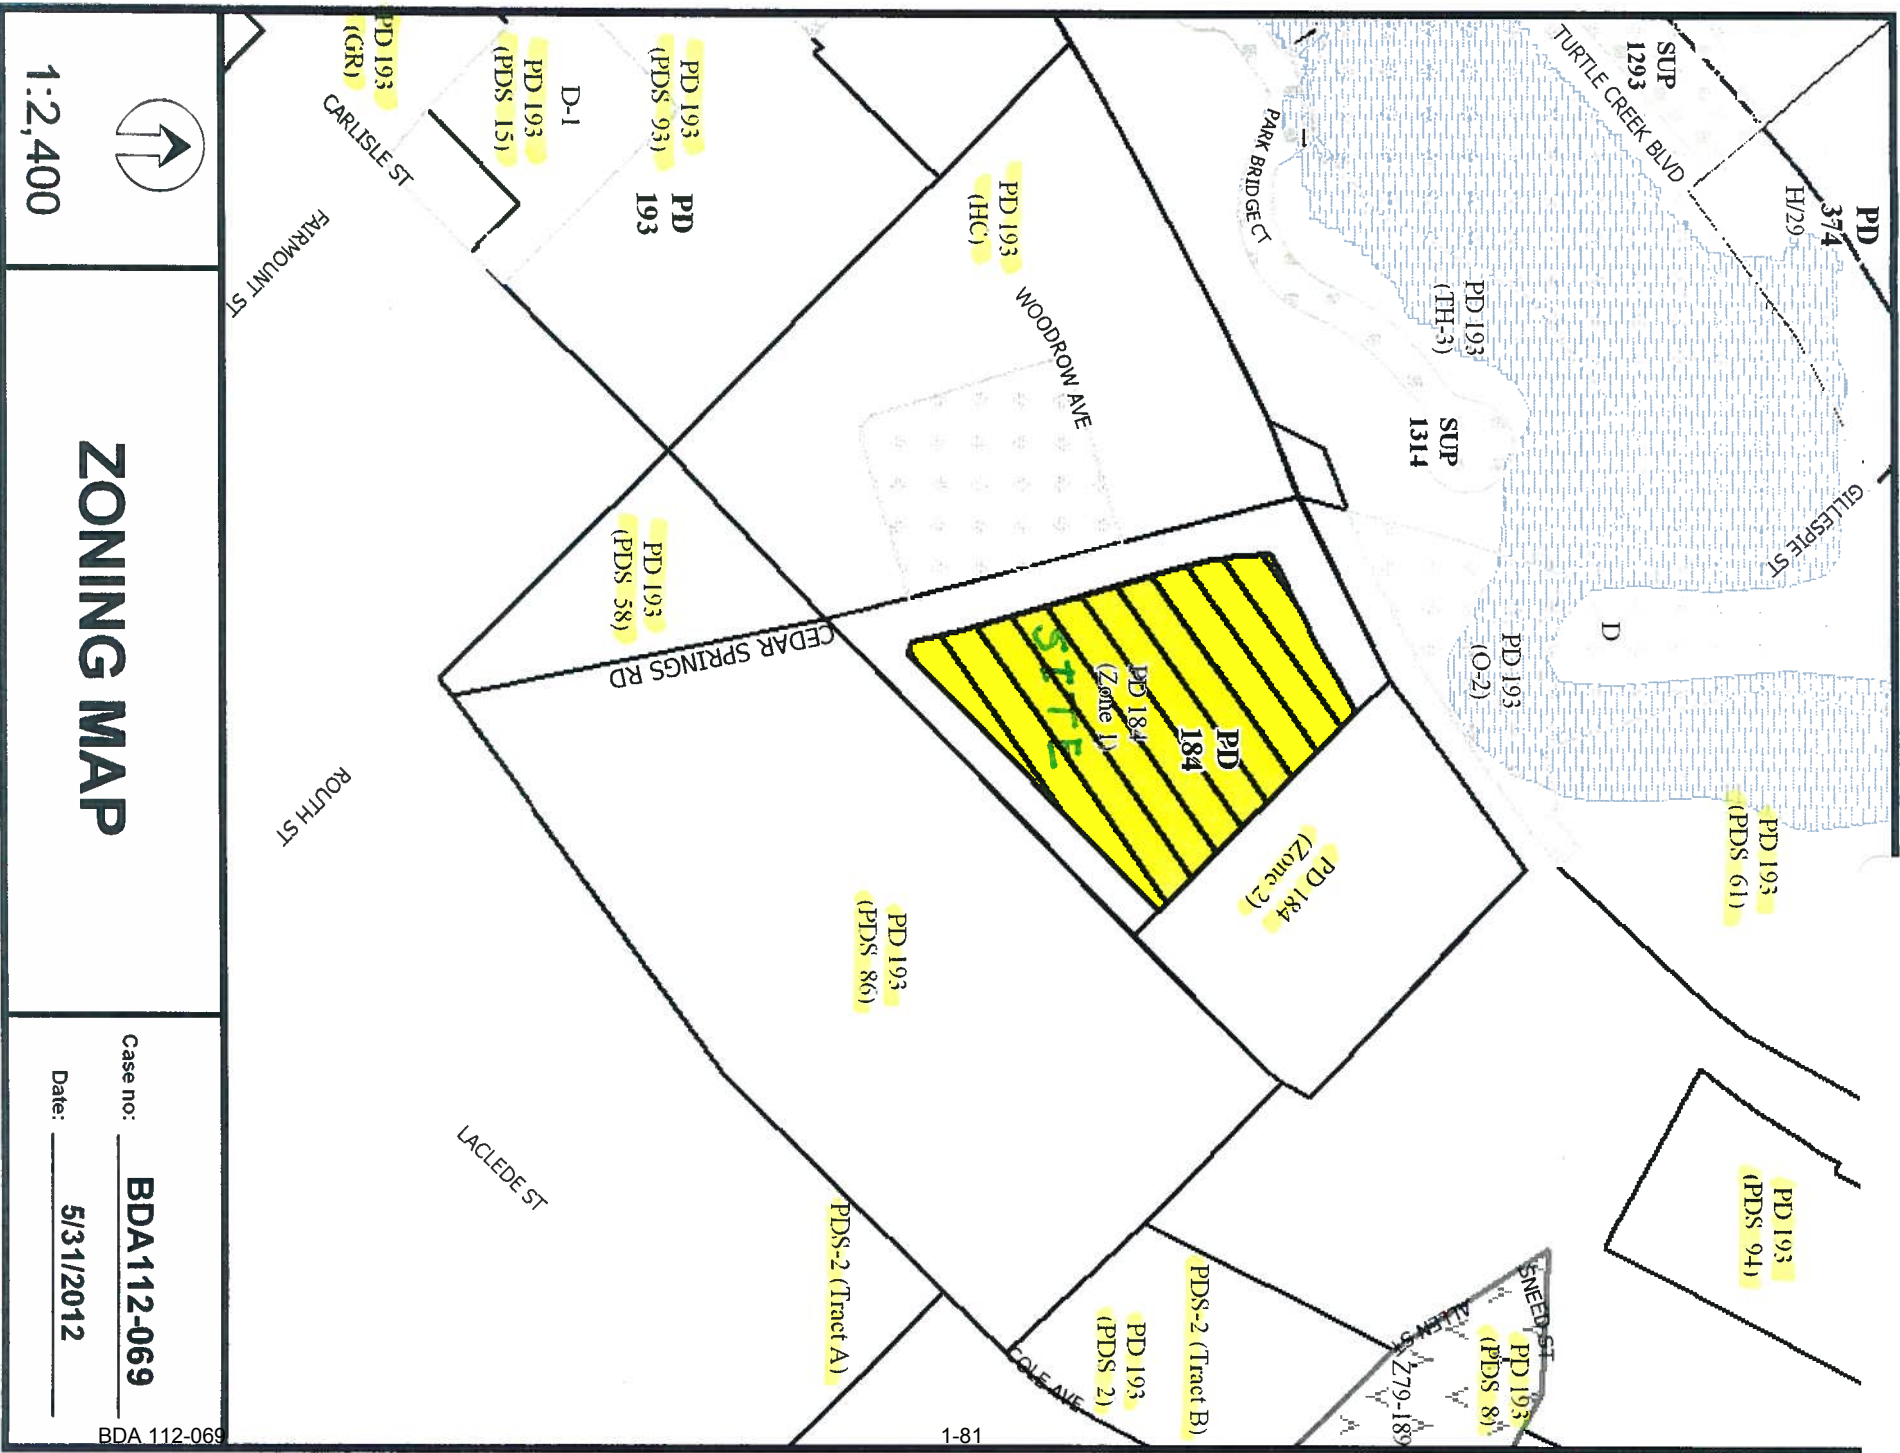 SUP
1293
TURTLE CREEK BLVD
PD
374
H/29
PD 193
(TH-3)
SUP
1314
GILLESPIE ST
D
PD 193
(O-2)
PD 193
(PDS 61)
PD 193
(PDS 94)
PARK BRIDGE CT
PD 193
(HC)
WOODROW AVE
PD
184
PD 184
(Zone 1)
SITE
PD 184
(Zone 2)
SNEED ST
PD 193
(PDS 8)
ALLEN ST
Z79-189
PDS-2 (Tract B)
PD 193
(PDS 2)
COLE AVE
PD 193
(PDS 93)
PD
193
D-1
PD 193
(PDS 15)
PD 193
(GR)
CARLISLE ST
FAIRMOUNT ST
PD 193
(PDS 58)
CEDAR SPRINGS RD
PD 193
(PDS 86)
PDS-2 (Tract A)
ROUTH ST
LACLEDE ST
1:2,400
ZONING MAP
Case no: BDA112-069
Date: 5/31/2012
BDA 112-069
1-81